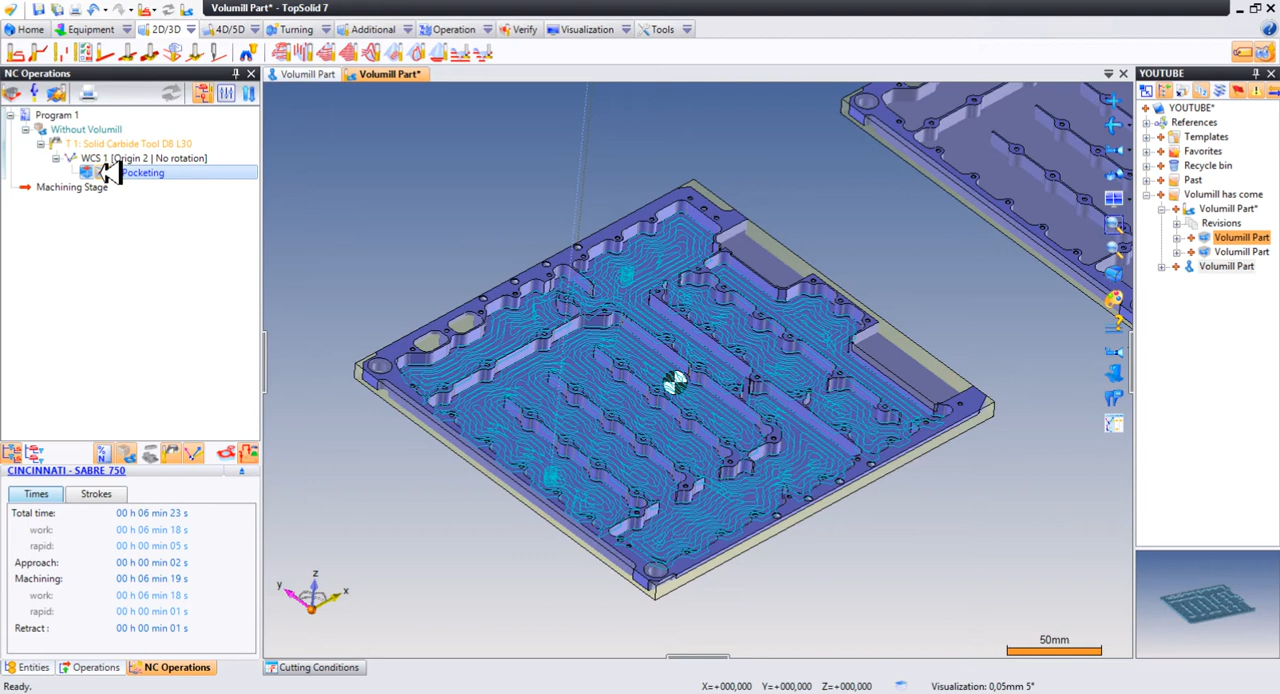 Volumill Part* - TopSolid 7
Home Equipment 2D/3D 4D/5D Turning Additional Operation Verify Visualization Tools
NC Operations
Volumill Part Volumill Part*
YOUTUBE
Program 1
Without Volumill
T 1: Solid Carbide Tool D8 L30
WCS 1 [Origin 2 | No rotation]
Pocketing
Machining Stage
YOUTUBE*
References
Templates
Favorites
Recycle bin
Past
Volumill has come
Volumill Part*
Revisions
Volumill Part
Volumill Part
Volumill Part
CINCINNATI - SABRE 750
Times Strokes
Total time: 00 h 06 min 23 s
work: 00 h 06 min 18 s
rapid: 00 h 00 min 05 s
Approach: 00 h 00 min 02 s
Machining: 00 h 06 min 19 s
work: 00 h 06 min 18 s
rapid: 00 h 00 min 01 s
Retract : 00 h 00 min 01 s
z
y
x
50mm
Entities Operations NC Operations
Cutting Conditions
Ready.
X=+000,000 Y=+000,000 Z=+000,000
Visualization: 0,05mm 5°